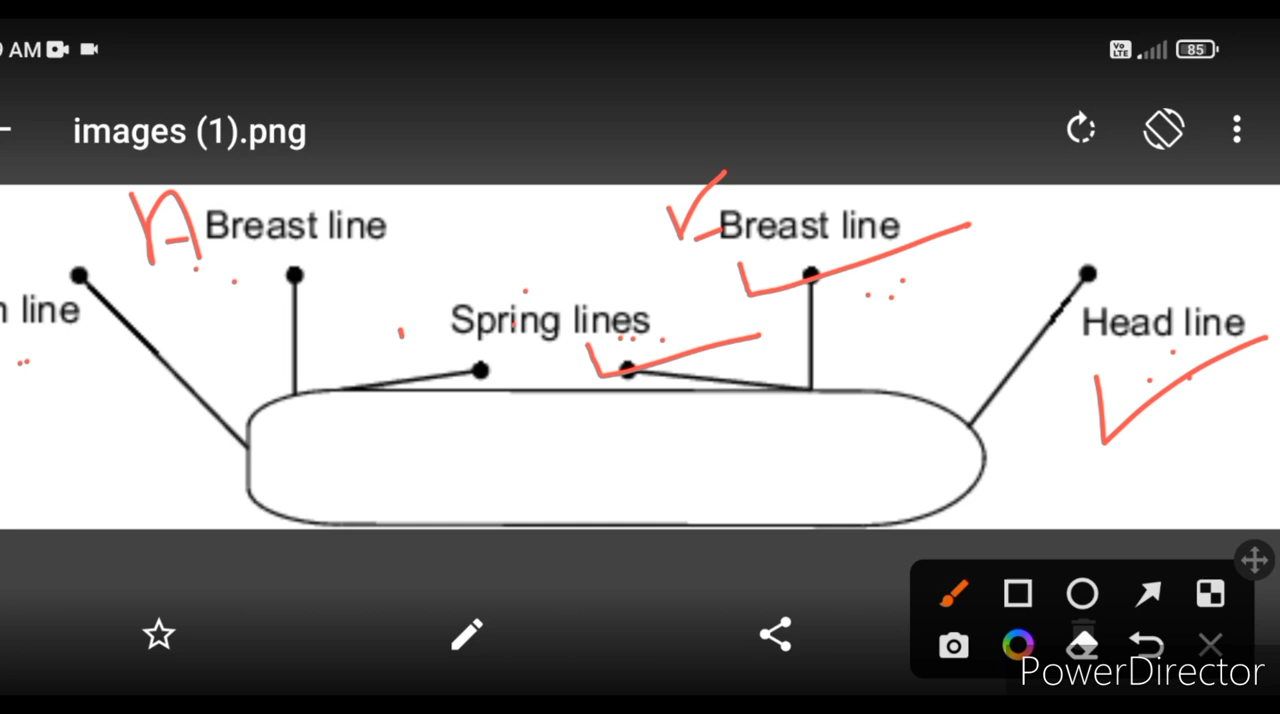 AM
85
images (1).png
Breast line
Breast line
line
Spring lines
Head line
PowerDirector